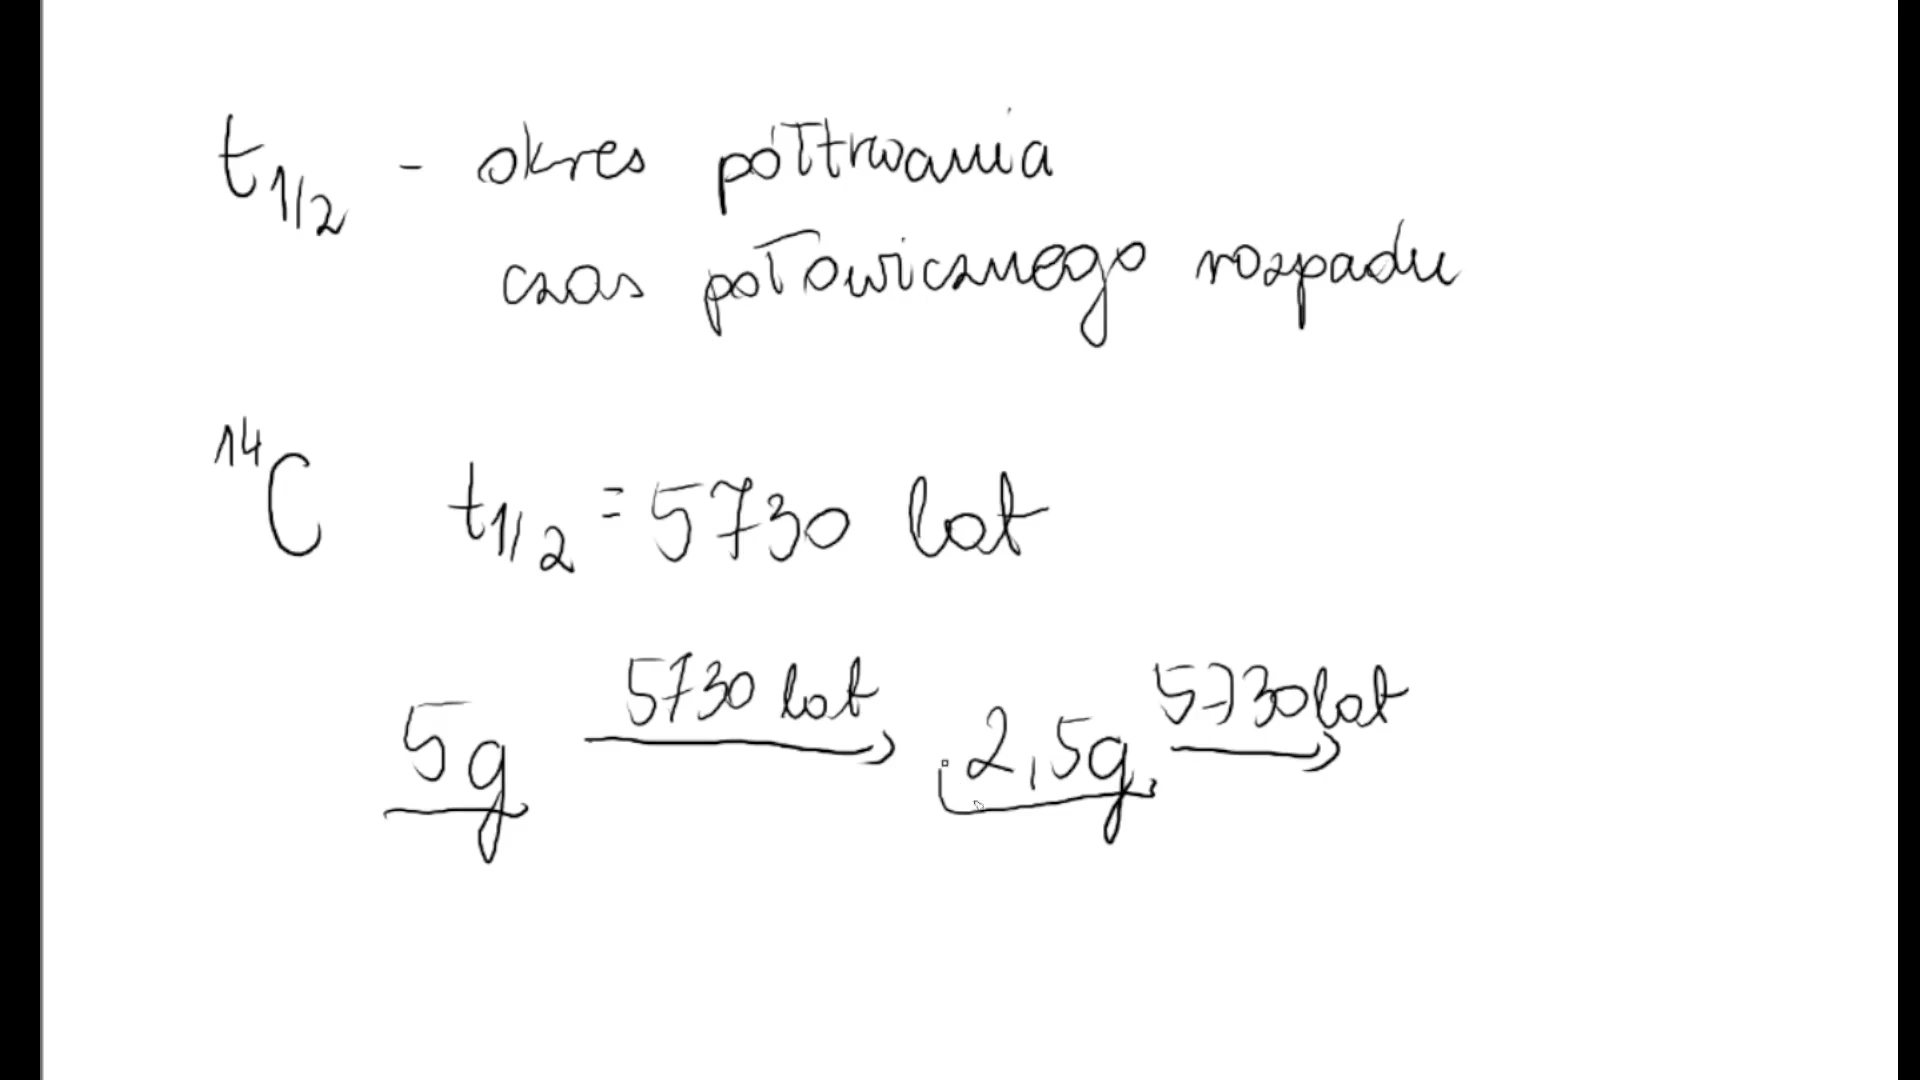 t1/2 - okres półtrwania
czas połowicznego rozpadu
14C t1/2 = 5730 lat
5g 5730 lat 2,5g 5730 lat